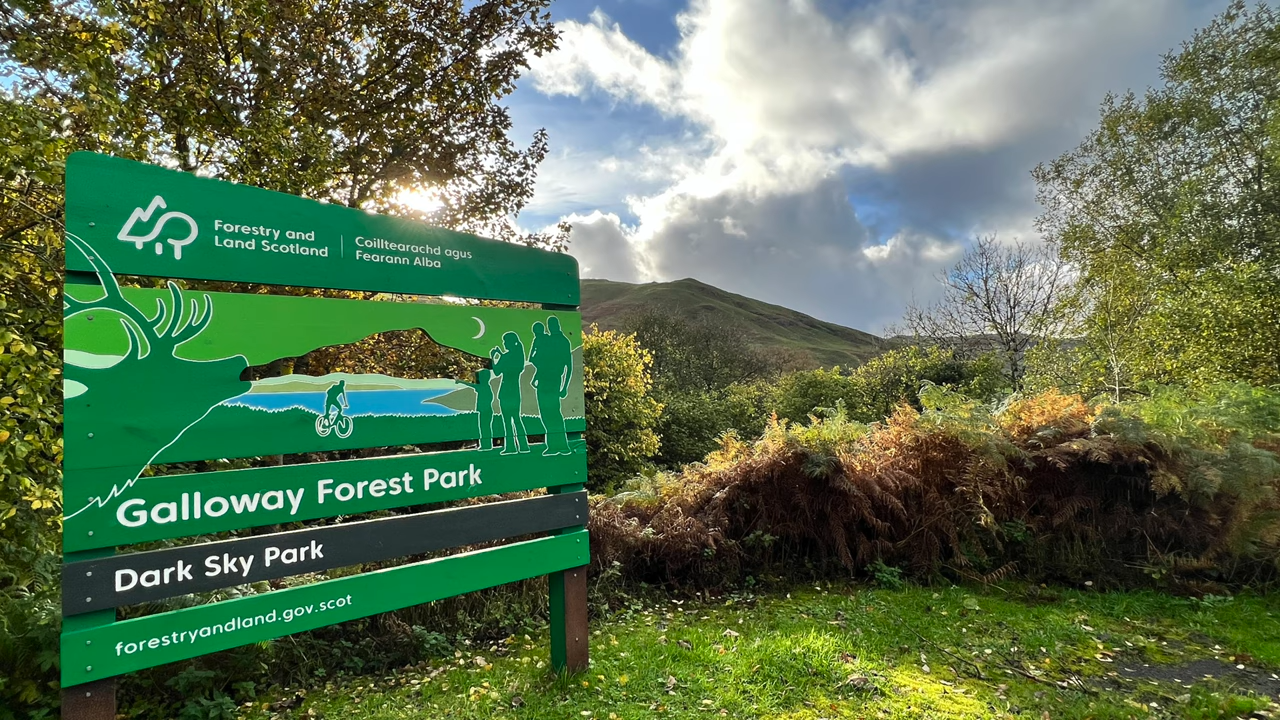 Forestry and
Land Scotland
Coilltearachd agus
Fearann Alba
Galloway Forest Park
Dark Sky Park
forestryandland.gov.scot